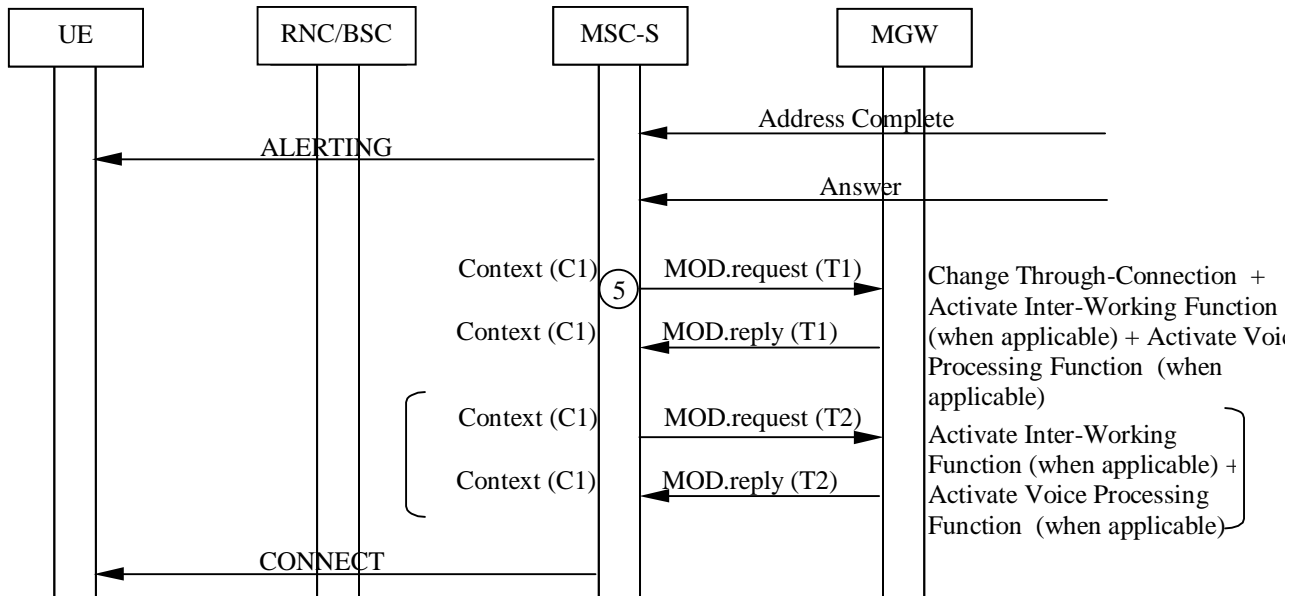 UE
RNC/BSC
MSC-S
MGW
Address Complete
ALERTING
Answer
Context (C1)
5
MOD.request (T1)
Change Through-Connection +
Activate Inter-Working Function
(when applicable) + Activate Voi
Processing Function (when
applicable)
Context (C1)
MOD.reply (T1)
Context (C1)
MOD.request (T2)
Activate Inter-Working
Function (when applicable) +
Activate Voice Processing
Function (when applicable)
Context (C1)
MOD.reply (T2)
CONNECT